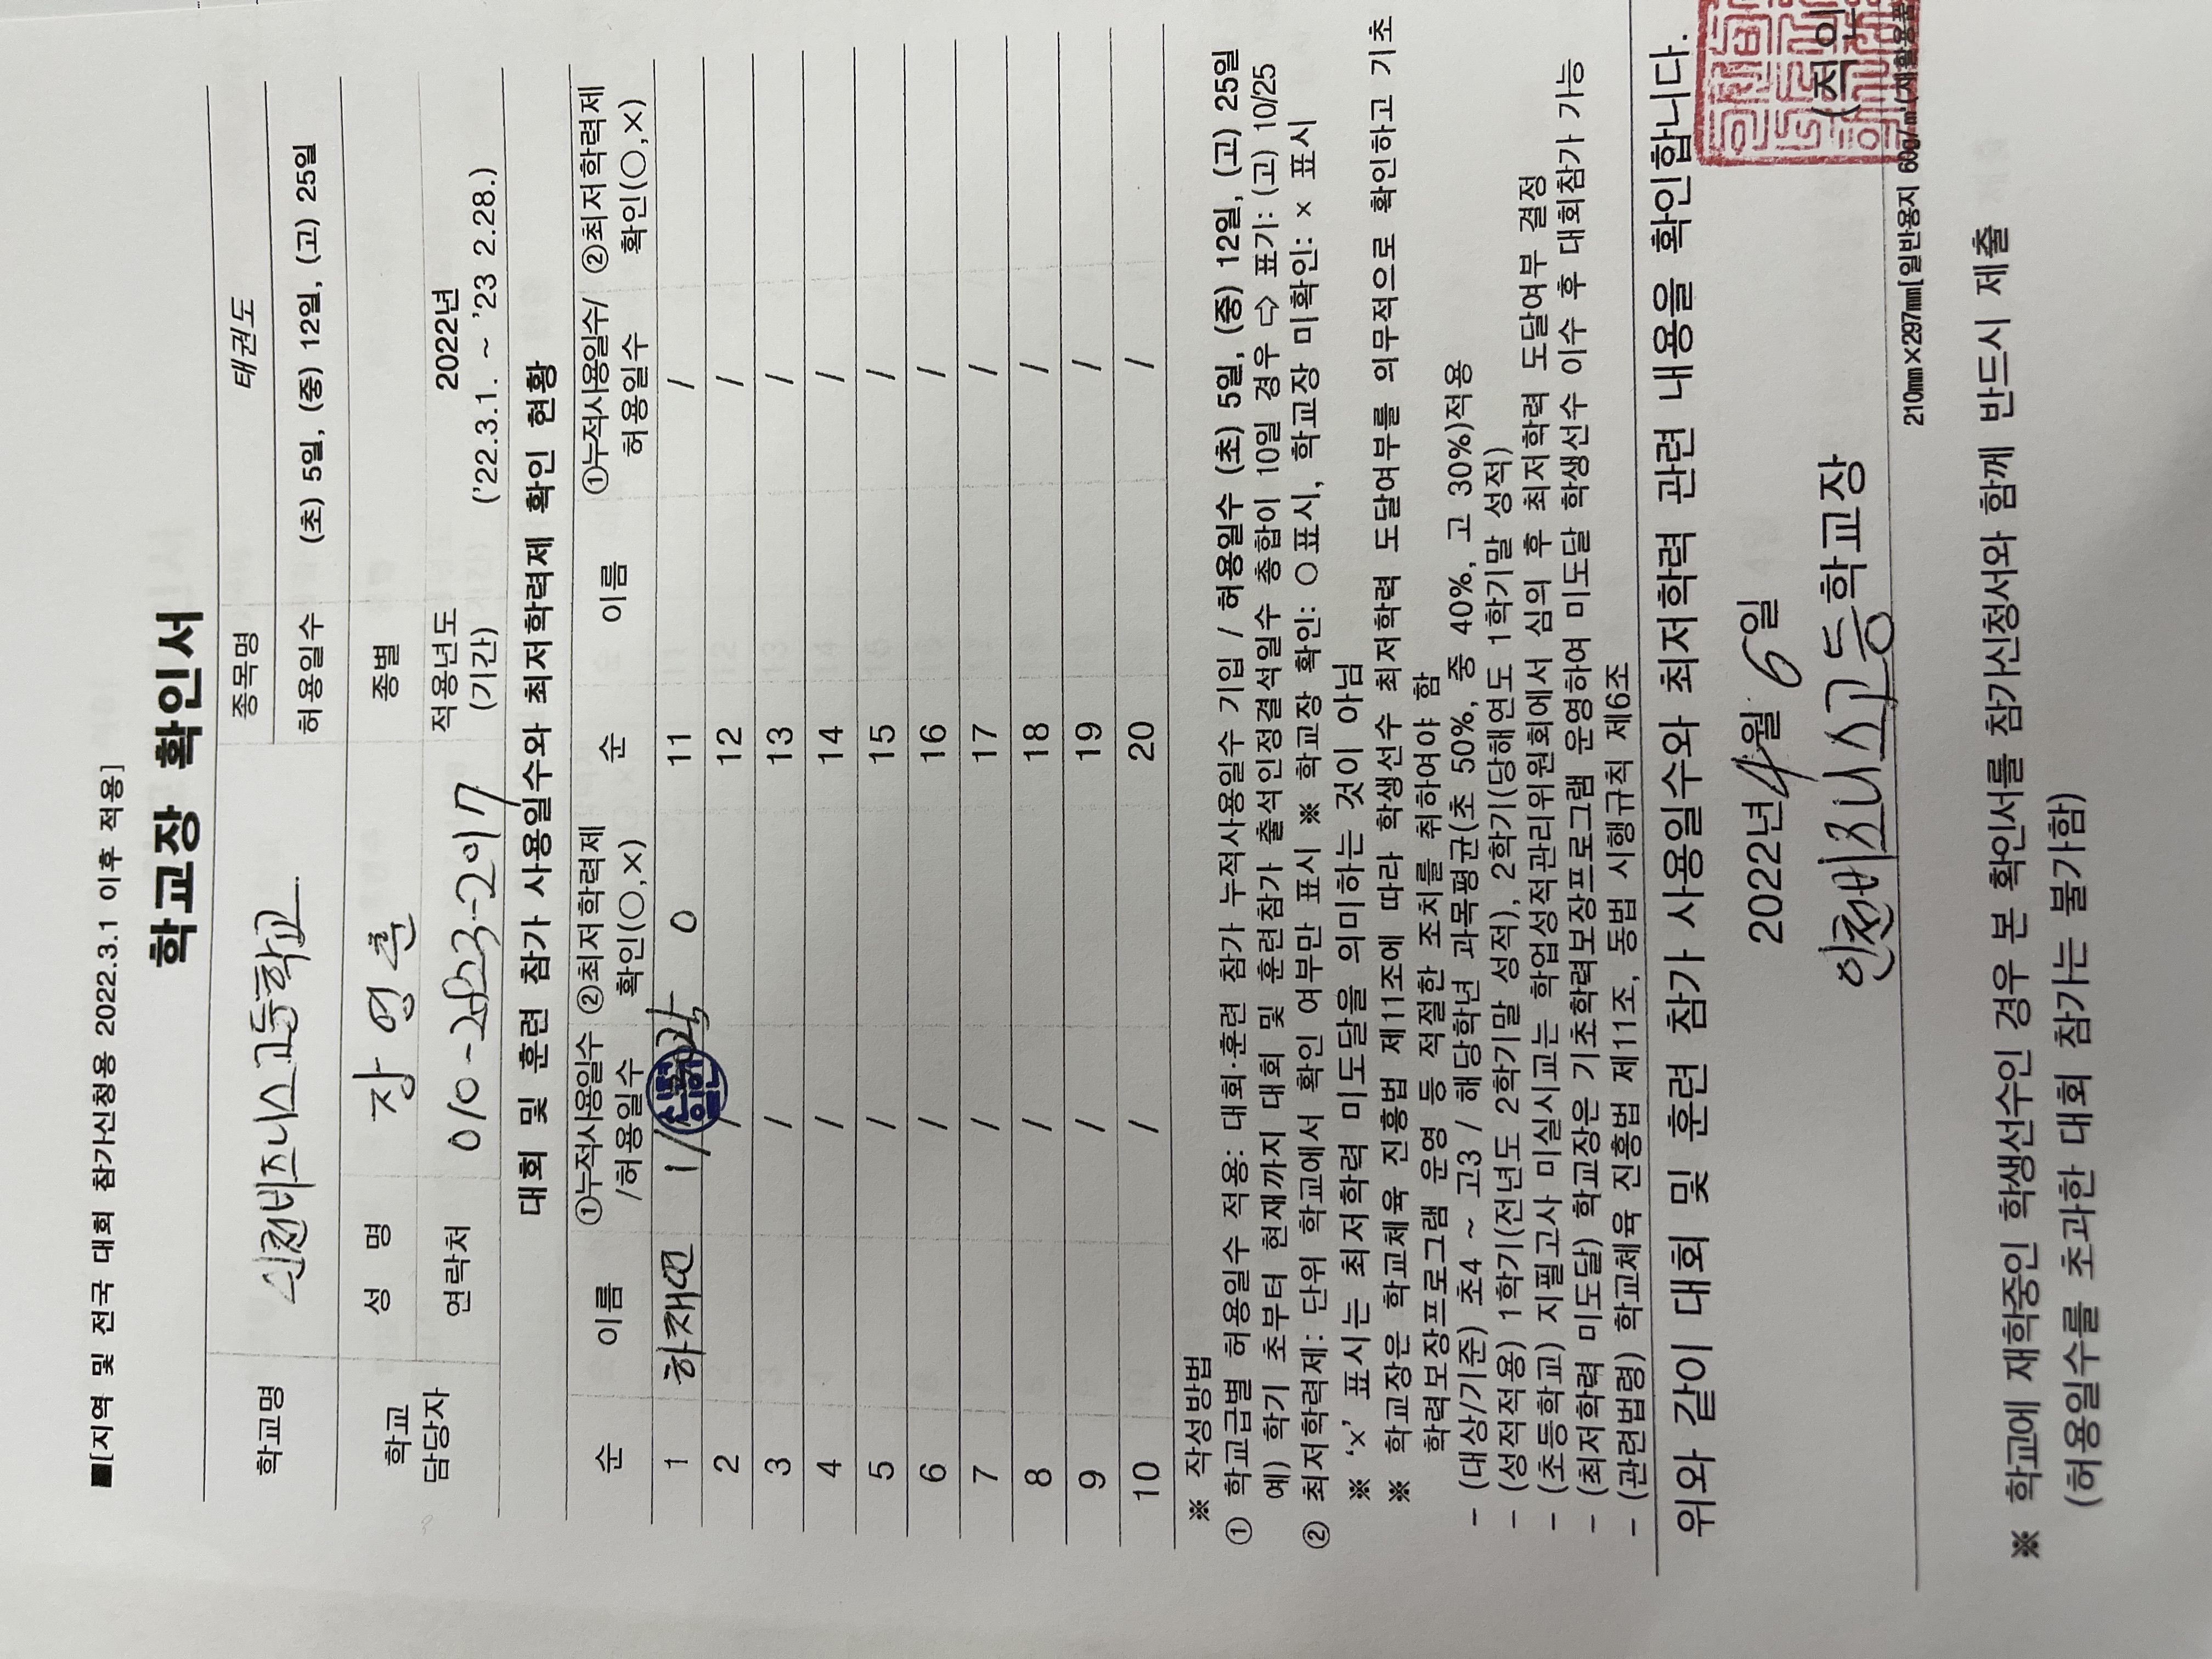 ■[지역 및 전국 대회 참가신청용 2022.3.1 이후 적용]
학교장 확인서
학교명 인천비즈니스고등학교 종목명 태권도
허용일수 (초) 5일, (중) 12일, (고) 25일
학교 담당자 성 명 장영훈 종별
연락처 010- 적용년도 (기간) 2022년 ('22.3.1. ~ '23 2.28.)
대회 및 훈련 참가 사용일수와 최저학력제 확인 현황
순 이름 ①누적사용일수 /허용일수 ②최저학력제 확인(○,×) 순 이름 ①누적사용일수/ 허용일수 ②최저학력제 확인(○,×)
1 하재민 1/ 0 11 /
2 / 12 /
3 / 13 /
4 / 14 /
5 / 15 /
6 / 16 /
7 / 17 /
8 / 18 /
9 / 19 /
10 / 20 /
※ 작성방법
① 학교급별 허용일수 적용: 대회·훈련 참가 누적사용일수 기입 / 허용일수 (초) 5일, (중) 12일, (고) 25일
예) 학기 초부터 현재까지 대회 및 훈련참가 출석인정결석일수 총합이 10일 경우 ⇨ 표기: (고) 10/25
② 최저학력제: 단위 학교에서 확인 여부만 표시 ※ 학교장 확인: ○ 표시, 학교장 미확인: × 표시
※ '×' 표시는 최저학력 미도달을 의미하는 것이 아님
※ 학교장은 학교체육 진흥법 제11조에 따라 학생선수 최저학력 도달여부를 의무적으로 확인하고 기초
학력보장프로그램 운영 등 적절한 조치를 취하여야 함
- (대상/기준) 초4 ~ 고3 / 해당학년 과목평균(초 50%, 중 40%, 고 30%)적용
- (성적적용) 1학기(전년도 2학기말 성적), 2학기(당해연도 1학기말 성적)
- (초등학교) 지필고사 미실시교는 학업성적관리위원회에서 심의 후 최저학력 도달여부 결정
- (최저학력 미도달) 학교장은 기초학력보장프로그램 운영하여 미도달 학생선수 이수 후 대회참가 가능
- (관련법령) 학교체육 진흥법 제11조, 동법 시행규칙 제6조
위와 같이 대회 및 훈련 참가 사용일수와 최저학력 관련 내용을 확인합니다.
2022년 4월 6일
인천비즈니스고등학교장 (직인
210mm×297mm[일반용지 60g/㎡(재활용품
※ 학교에 재학중인 학생선수인 경우 본 확인서를 참가신청서와 함께 반드시 제출
(허용일수를 초과한 대회 참가는 불가함)